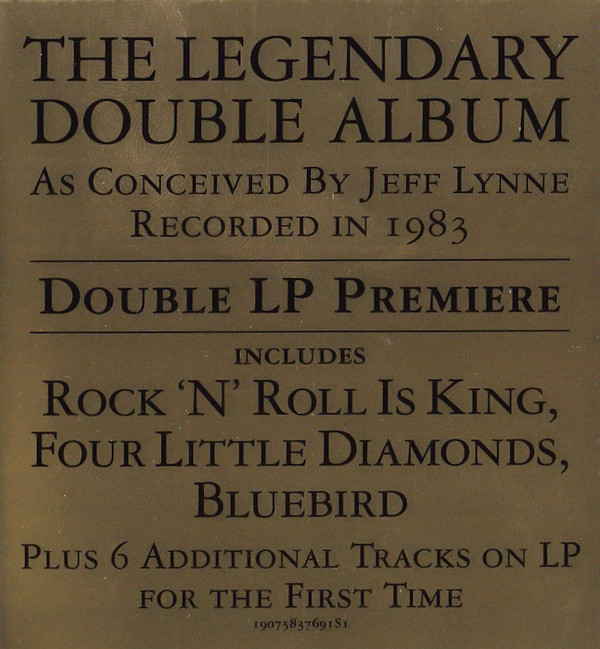 THE LEGENDARY
DOUBLE ALBUM
AS CONCEIVED BY JEFF LYNNE
RECORDED IN 1983
DOUBLE LP PREMIERE
INCLUDES
ROCK ‘N’ ROLL IS KING,
FOUR LITTLE DIAMONDS,
BLUEBIRD
PLUS 6 ADDITIONAL TRACKS ON LP
FOR THE FIRST TIME
19075837691S1